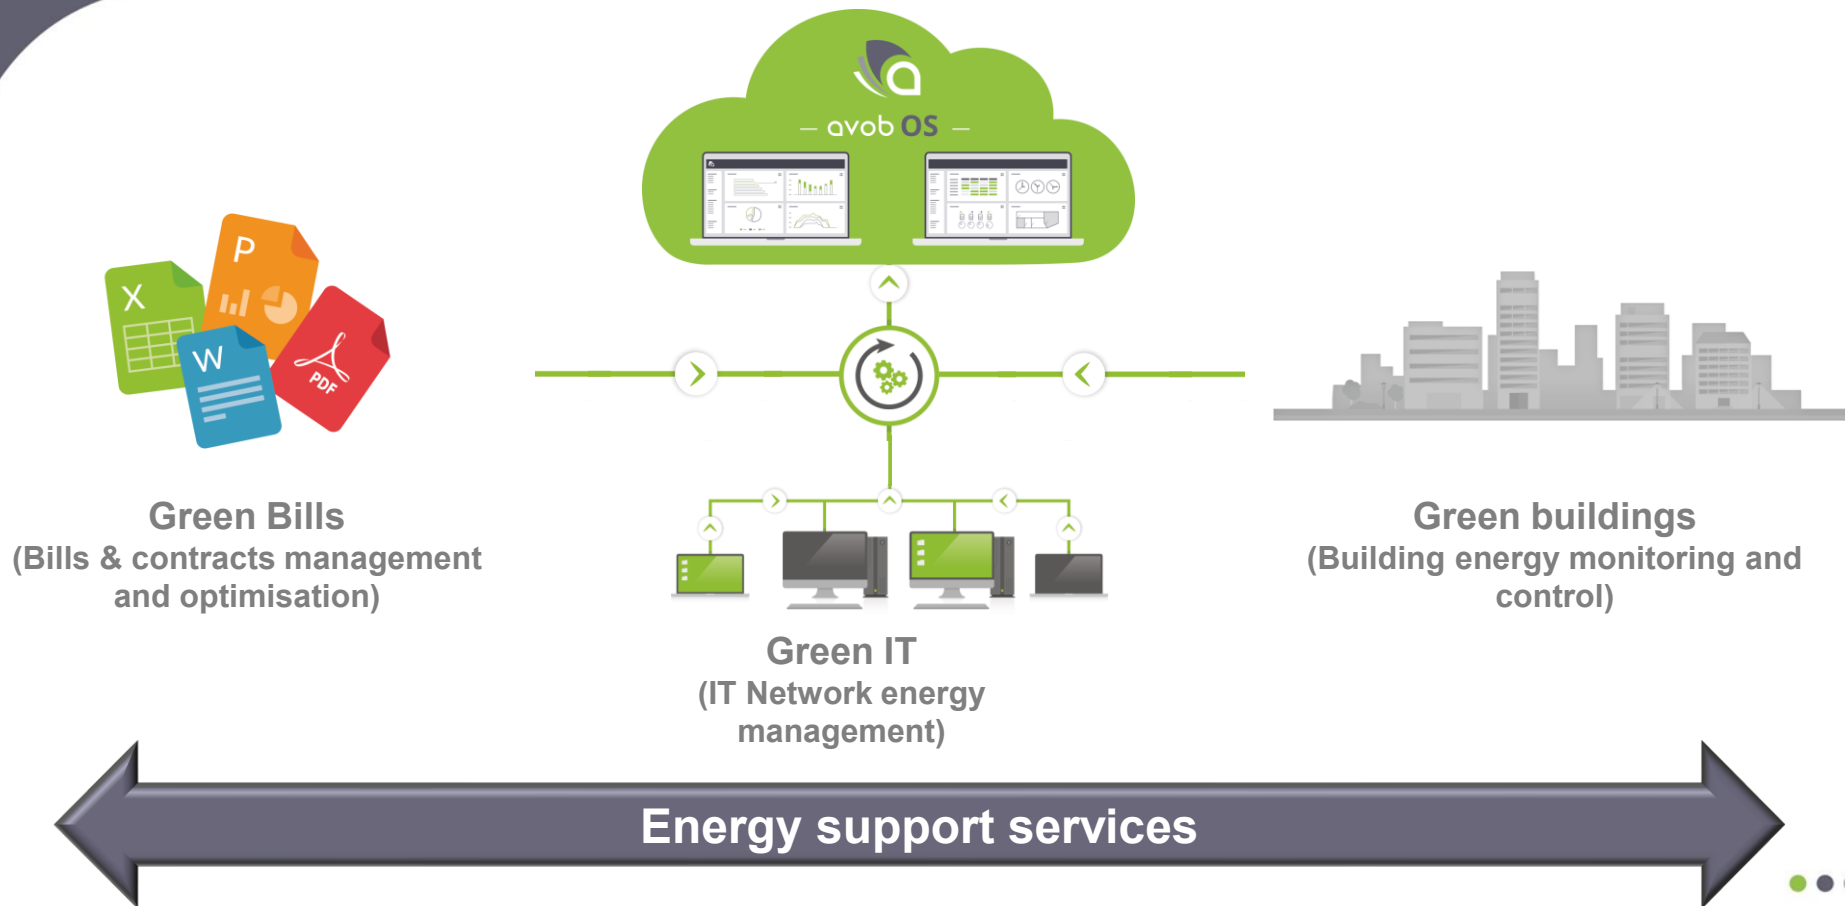 a
— avob OS —
X
P
W
PDF
Green Bills
(Bills & contracts management
and optimisation)
Green IT
(IT Network energy
management)
Green buildings
(Building energy monitoring and
control)
Energy support services